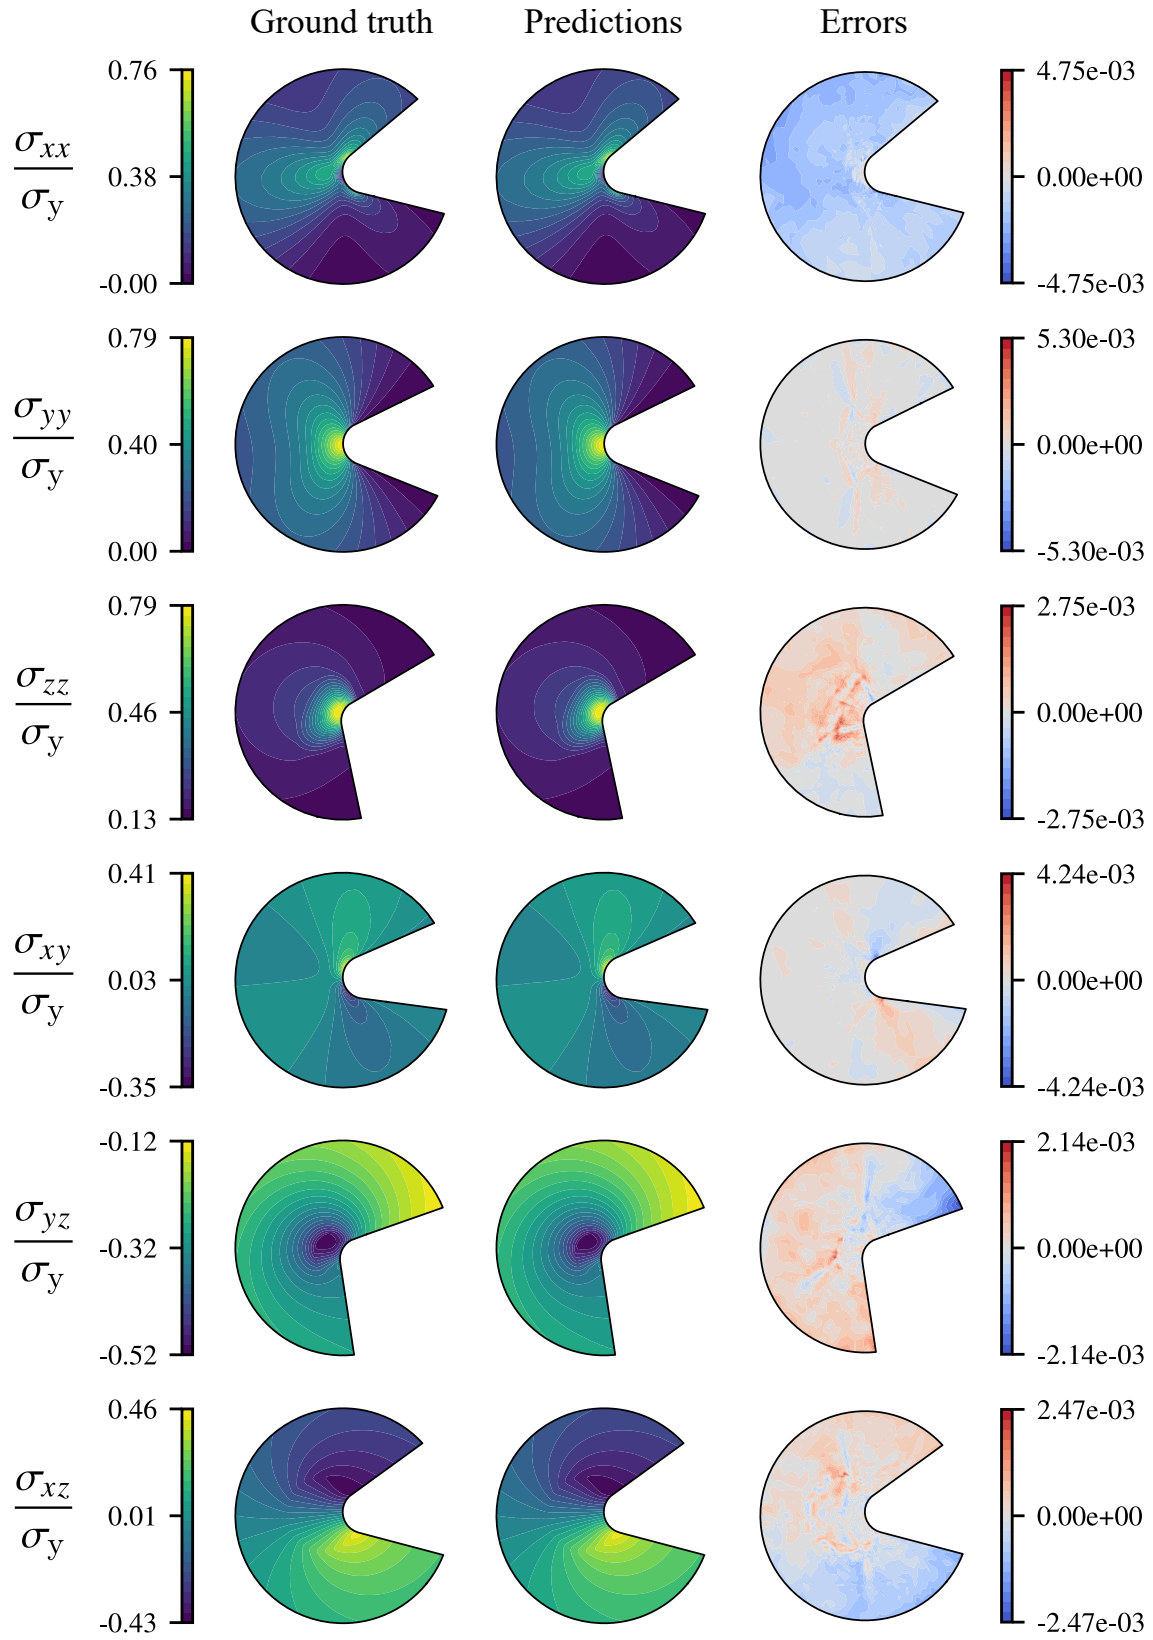 Ground truth Predictions Errors
0.76 4.75e-03
σxx/σy 0.38 0.00e+00
-0.00 -4.75e-03
0.79 5.30e-03
σyy/σy 0.40 0.00e+00
0.00 -5.30e-03
0.79 2.75e-03
σzz/σy 0.46 0.00e+00
0.13 -2.75e-03
0.41 4.24e-03
σxy/σy 0.03 0.00e+00
-0.35 -4.24e-03
-0.12 2.14e-03
σyz/σy -0.32 0.00e+00
-0.52 -2.14e-03
0.46 2.47e-03
σxz/σy 0.01 0.00e+00
-0.43 -2.47e-03